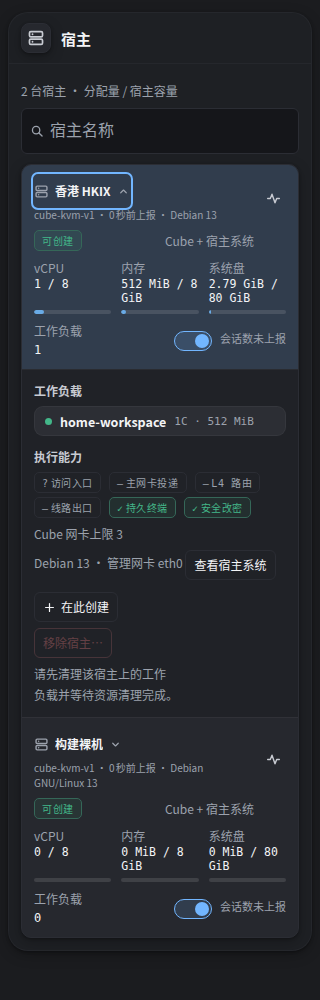 宿主
2 台宿主 • 分配量 / 宿主容量
宿主名称
香港 HKIX
cube-kvm-v1 • 0秒前上报 • Debian 13
可创建
Cube + 宿主系统
vCPU 内存 系统盘
1 / 8 512 MiB / 8 GiB 2.79 GiB / 80 GiB
工作负载
1
会话数未上报
工作负载
home-workspace 1C · 512 MiB
执行能力
? 访问入口 — 主网卡投递 — L4 路由
— 线路出口 ✓ 持久终端 ✓ 安全改密
Cube 网卡上限 3
Debian 13 • 管理网卡 eth0 查看宿主系统
+ 在此创建
移除宿主…
请先清理该宿主上的工作
负载并等待资源清理完成。
构建裸机
cube-kvm-v1 • 0秒前上报 • Debian
GNU/Linux 13
可创建
Cube + 宿主系统
vCPU 内存 系统盘
0 / 8 0 MiB / 8 GiB 0 MiB / 80 GiB
工作负载
0
会话数未上报